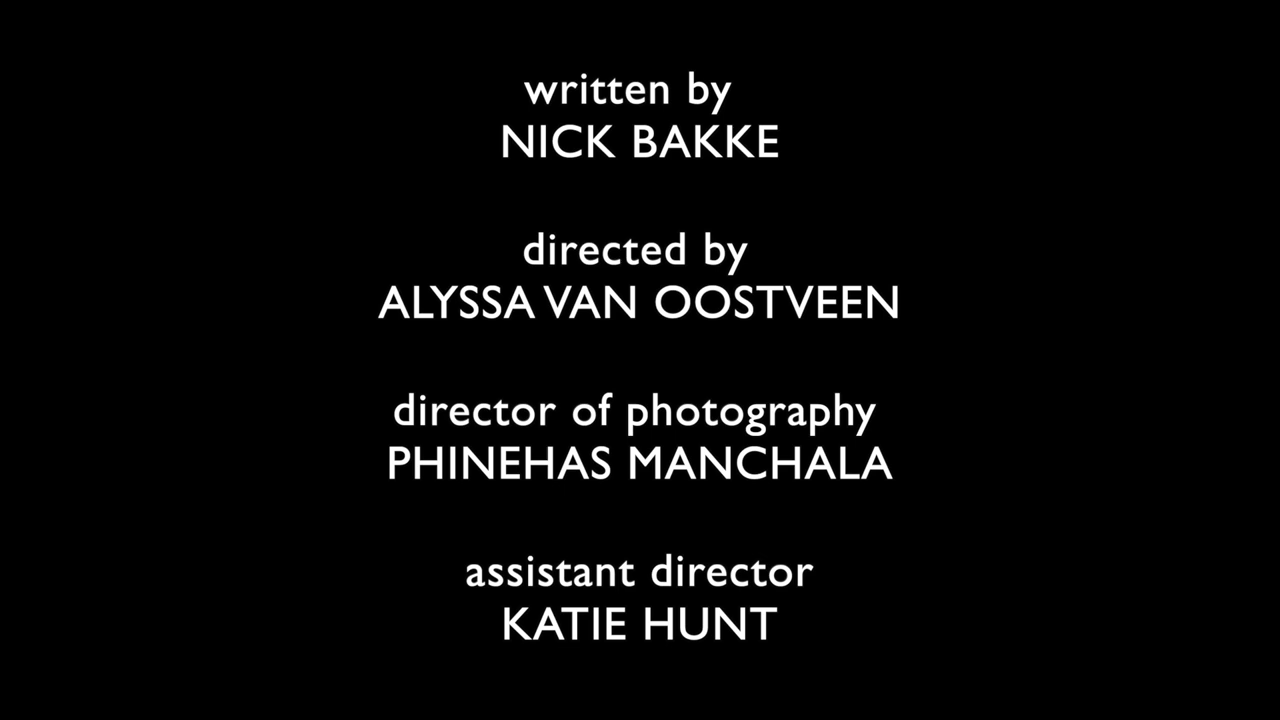 written by
NICK BAKKE
directed by
ALYSSA VAN OOSTVEEN
director of photography
PHINEHAS MANCHALA
assistant director
KATIE HUNT